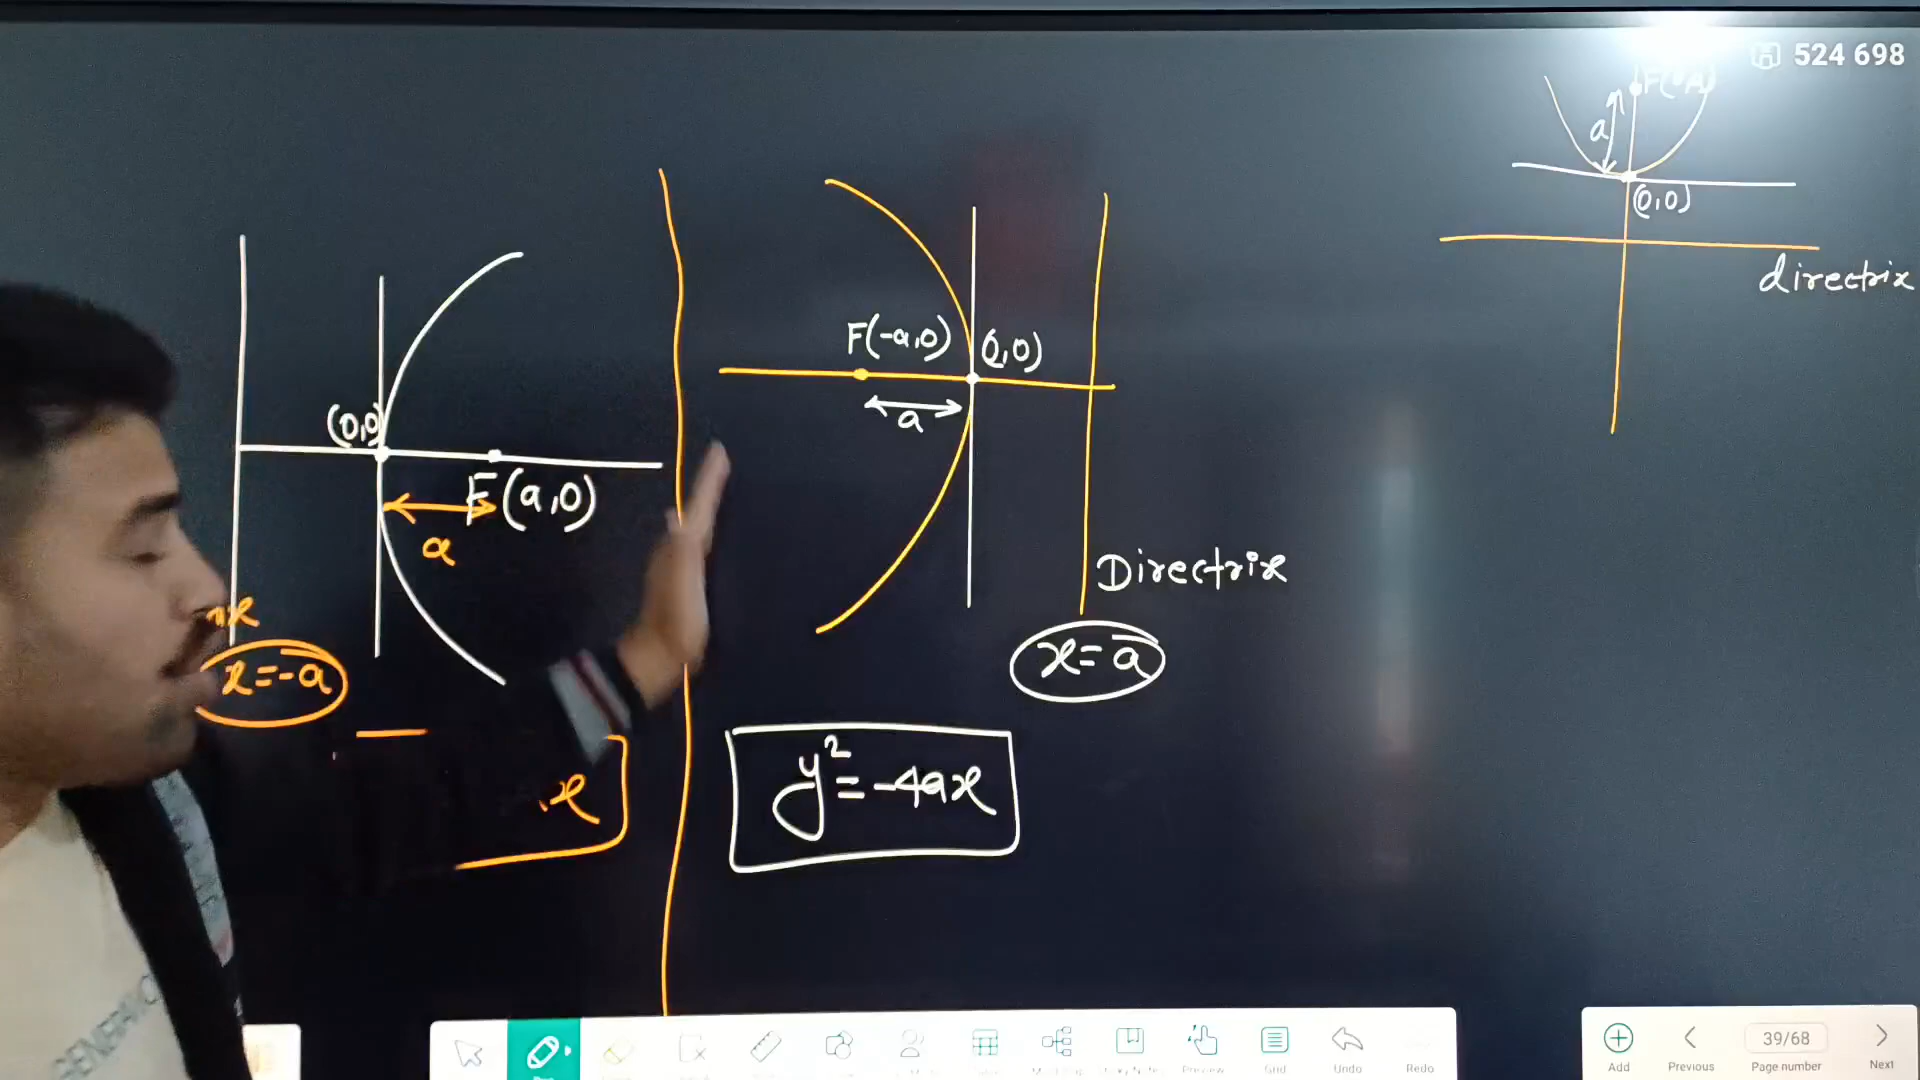 524 698
a
(0,0)
directrix
(0,0)
F(a,0)
a
x=-a
x
F(-a,0)
(0,0)
a
Directrix
x=a
y²=-4ax
Grid
Undo
Redo
Add
Previous
39/68
Page number
Next